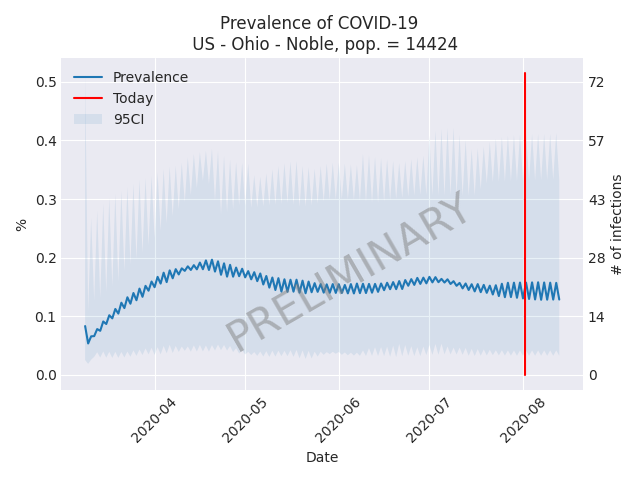 Prevalence of COVID-19
US - Ohio - Noble, pop. = 14424
Prevalence
Today
95CI
0.5
0.4
0.3
0.2
0.1
0.0
%
72
57
43
28
14
0
# of infections
PRELIMINARY
2020-04
2020-05
2020-06
2020-07
2020-08
Date